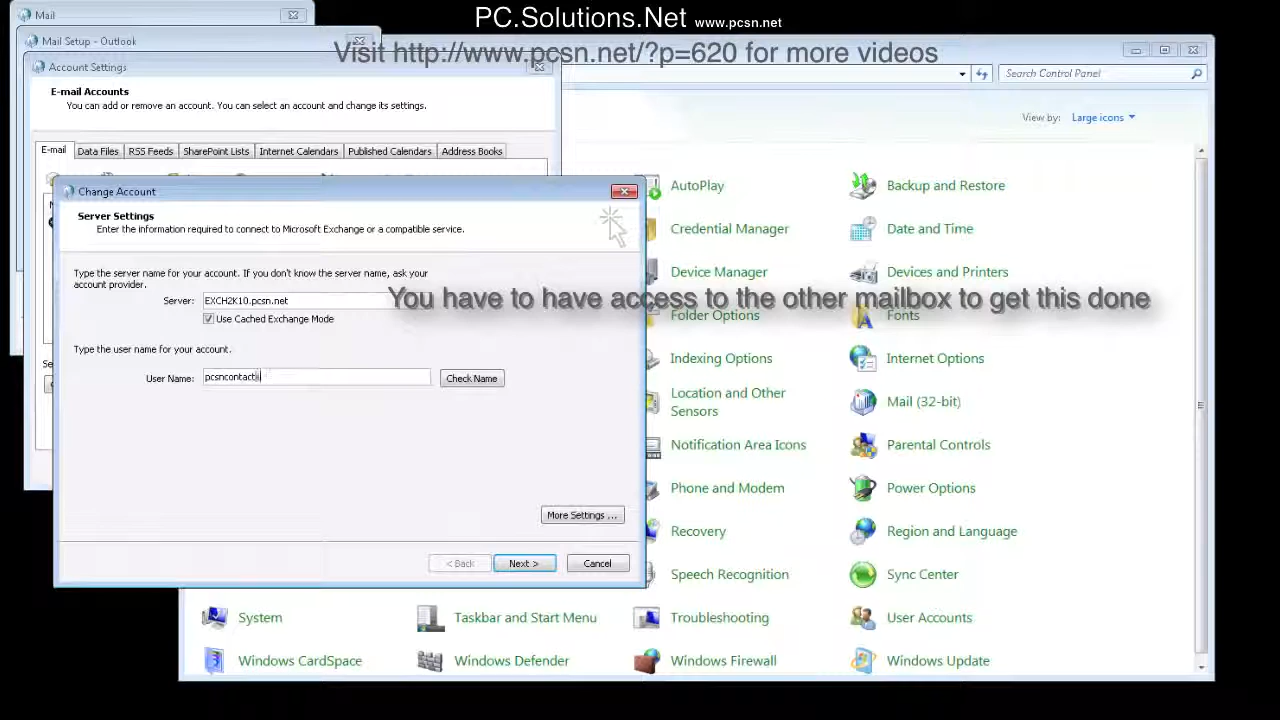 PC.Solutions.Net www.pcsn.net
Visit http://www.pcsn.net/?p=620 for more videos
Mail
Mail Setup - Outlook
Account Settings
E-mail Accounts
You can add or remove an account. You can select an account and change its settings.
E-mail Data Files RSS Feeds SharePoint Lists Internet Calendars Published Calendars Address Books
Change Account
Server Settings
Enter the information required to connect to Microsoft Exchange or a compatible service.
Type the server name for your account. If you don't know the server name, ask your
account provider.
Server: EXCH2K10.pcsn.net
Use Cached Exchange Mode
Type the user name for your account.
User Name:
Check Name
More Settings ...
< Back Next > Cancel
You have to have access to the other mailbox to get this done
Search Control Panel
View by: Large icons
AutoPlay Backup and Restore
Credential Manager Date and Time
Device Manager Devices and Printers
Folder Options Fonts
Indexing Options Internet Options
Location and Other
Sensors
Mail (32-bit)
Notification Area Icons Parental Controls
Phone and Modem Power Options
Recovery Region and Language
Speech Recognition Sync Center
System Taskbar and Start Menu Troubleshooting User Accounts
Windows CardSpace Windows Defender Windows Firewall Windows Update